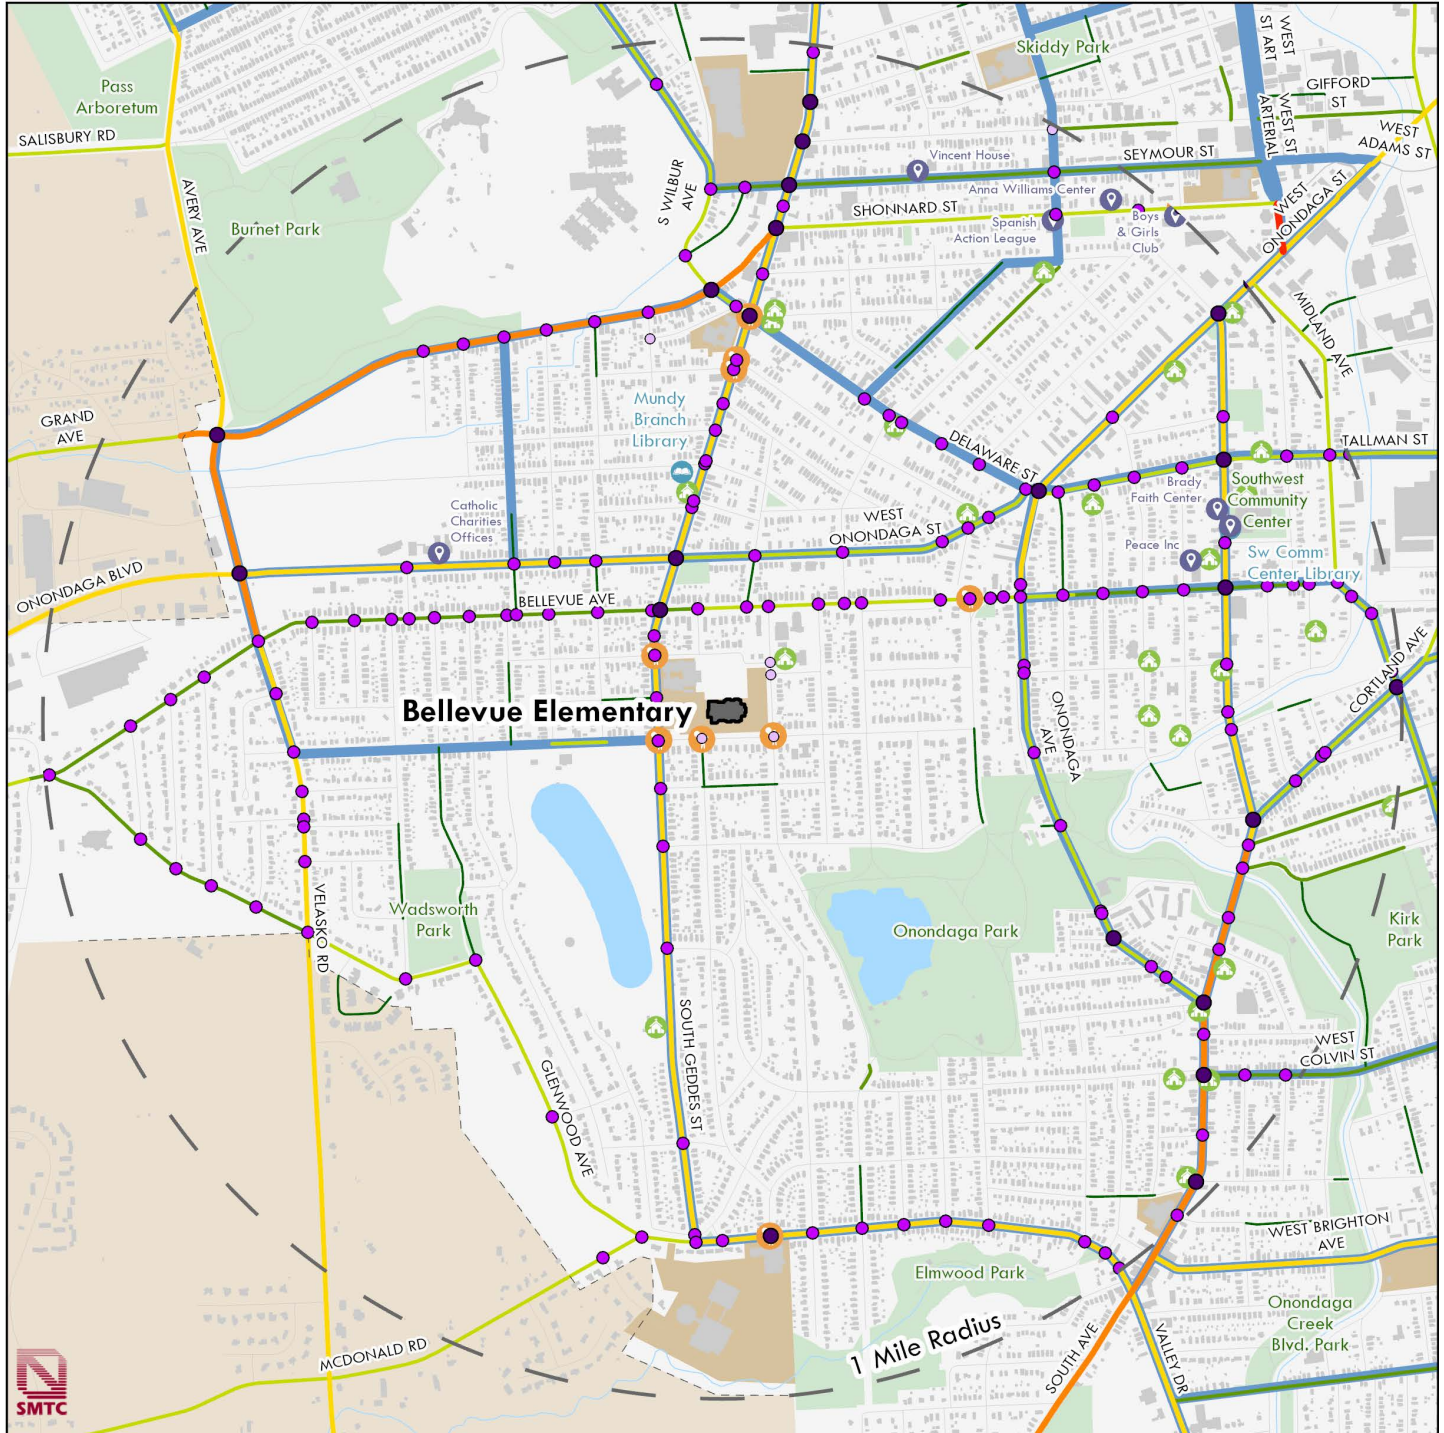 Skiddy Park
WEST
ST ART
GIFFORD
ST
Pass
Arboretum
WEST ST
ARTERIAL
WEST
ADAMS ST
SALISBURY RD
Vincent House
SEYMOUR ST
S WILBUR
AVE
AVERY AVE
Anna Williams Center
SHONNARD ST
Spanish
Action League
Boys
& Girls
Club
WEST
ONONDAGA ST
Burnet Park
MIDLAND AVE
Mundy
Branch
Library
GRAND
AVE
DELAWARE ST
TALLMAN ST
Brady
Faith Center
Southwest
Community
Center
Catholic
Charities
Offices
WEST
ONONDAGA ST
Peace Inc
Sw Comm
Center Library
ONONDAGA BLVD
BELLEVUE AVE
CORTLAND AVE
Bellevue Elementary
ONONDAGA
AVE
VELASKO RD
Wadsworth
Park
Onondaga Park
Kirk
Park
SOUTH GEDDES ST
WEST
COLVIN ST
GLENWOOD AVE
WEST BRIGHTON
AVE
Elmwood Park
Onondaga
Creek
Blvd. Park
1 Mile Radius
MCDONALD RD
SOUTH AVE
VALLEY DR
SMTC